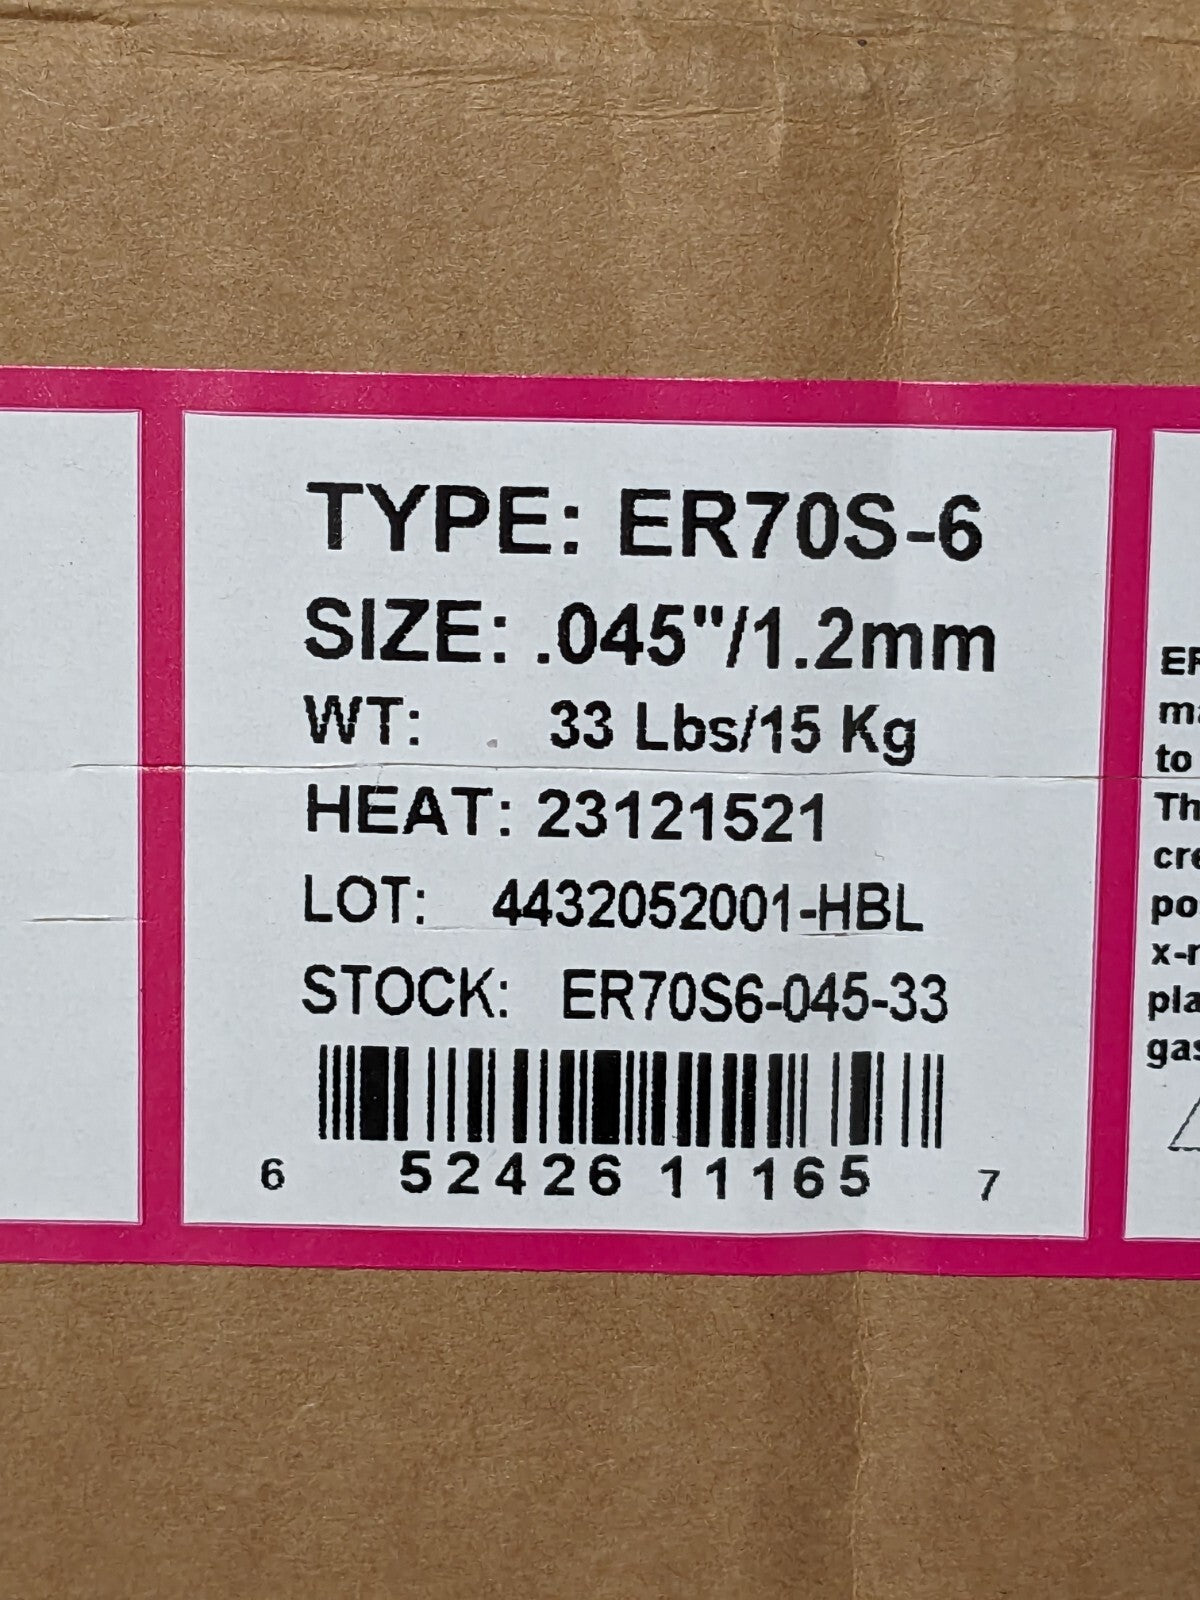 TYPE: ER70S-6
SIZE: .045"/1.2mm
WT: 33 Lbs/15 Kg
HEAT: 23121521
LOT: 4432052001-HBL
STOCK: ER70S6-045-33
6 52426 11165 7
to